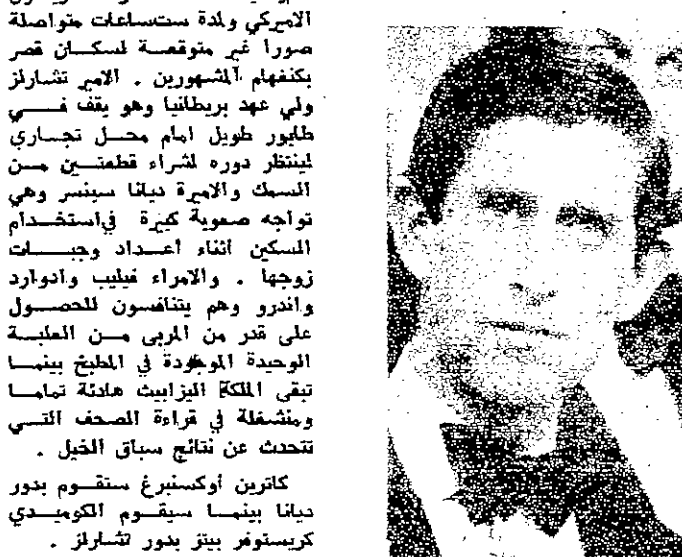 الاميركي ولمدة ستساعات متواصلة
صورا غير متوقعة لسكان قصر
بكنفهام المشهورين . الامير تشارلز
ولي عهد بريطانيا وهو يقف في
طابور طويل امام محل تجاري
لينتظر دوره لشراء قطعتين من
السمك والاميرة ديانا سبنسر وهي
تواجه صعوبة كبيرة في استخدام
السكين اثناء اعداد وجبات
زوجها . والامراء فيليب وادوارد
واندرو وهم يتنافسون للحصول
على قدر من المربى من العلبة
الوحيدة الموجودة في المطبخ بينما
تبقى الملكة اليزابيث هادئة تماما
ومنشغلة في قراءة الصحف التي
تتحدث عن نتائج سباق الخيل .
كاترين أوكسنبرغ ستقوم بدور
ديانا بينما سيقوم الكوميدي
كريستوفر بينز بدور تشارلز .